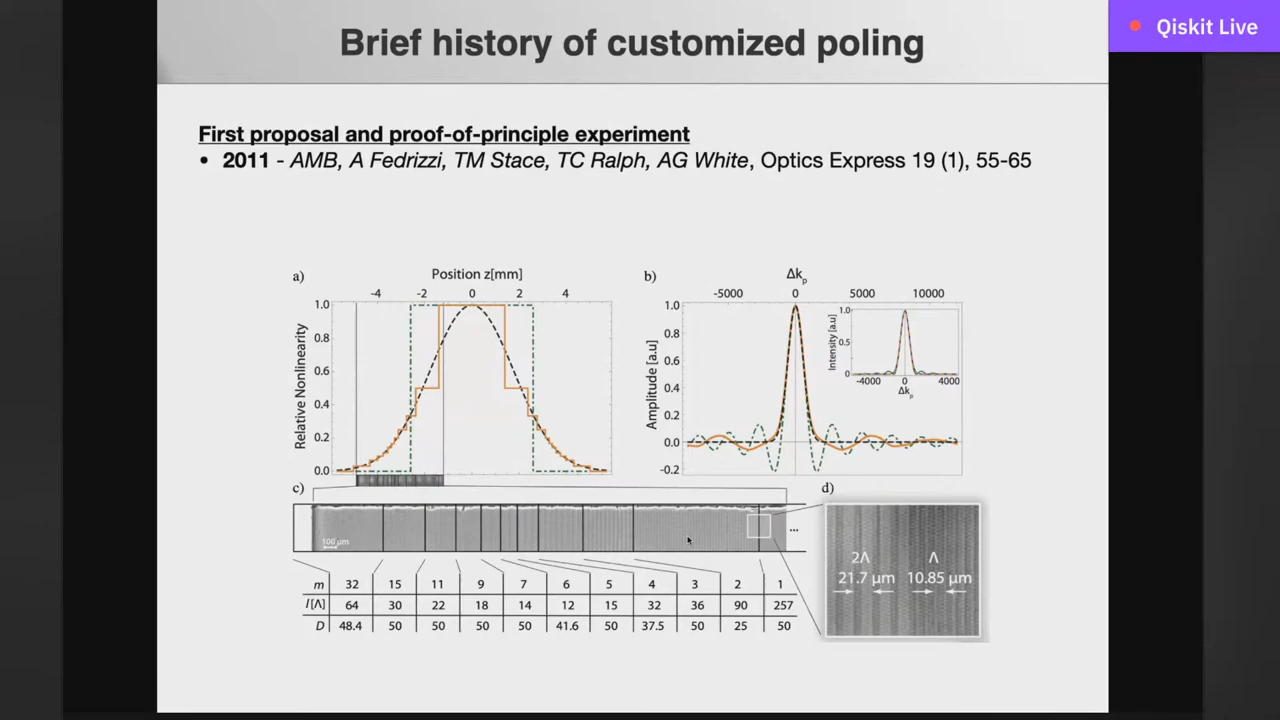 Brief history of customized poling
Qiskit Live
First proposal and proof-of-principle experiment
• 2011 - AMB, A Fedrizzi, TM Stace, TC Ralph, AG White, Optics Express 19 (1), 55-65
a)
Position z[mm]
-4 -2 0 2 4
Relative Nonlinearity
1.0
0.8
0.6
0.4
0.2
0.0
b)
Δkp
-5000 0 5000 10000
Amplitude [a.u]
1.0
0.8
0.6
0.4
0.2
0.0
-0.2
Intensity [a.u]
1.0
0.5
0
-4000 0 4000
Δkp
c)
100 μm
...
d)
2Λ Λ
21.7 μm 10.85 μm
m 32 15 11 9 7 6 5 4 3 2 1
l[Λ] 64 30 22 18 14 12 15 32 36 90 257
D 48.4 50 50 50 50 41.6 50 37.5 50 25 50